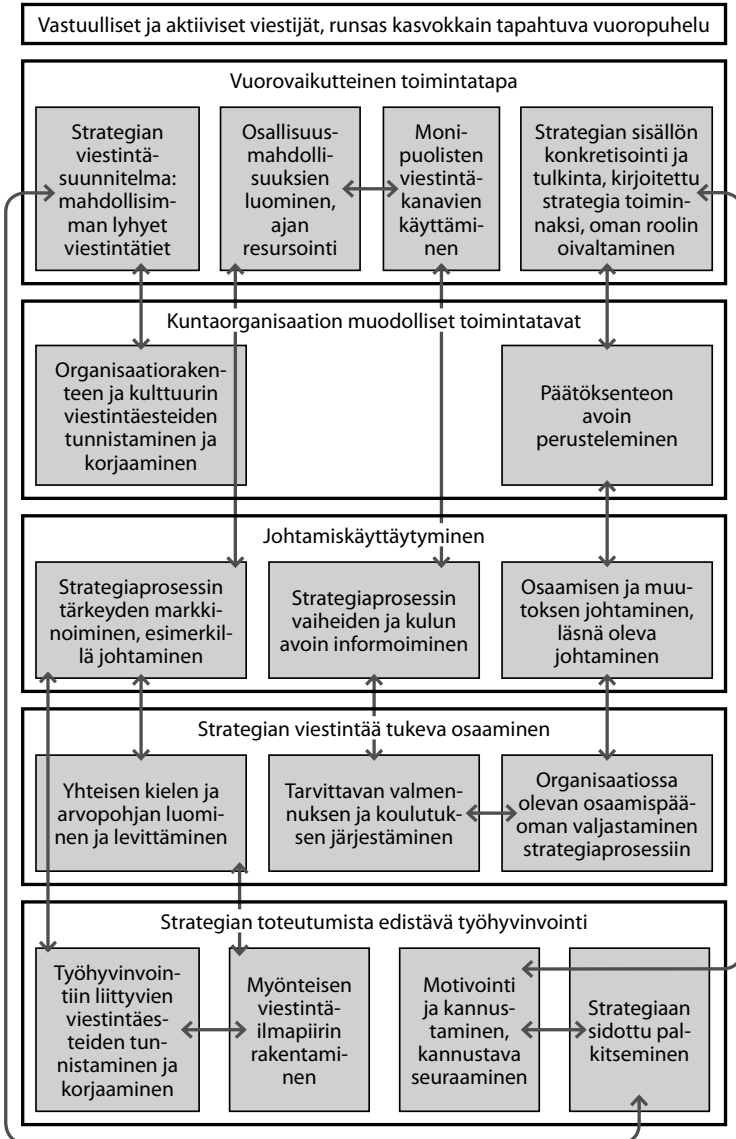 Vastuulliset ja aktiiviset viestijät, runsas kasvokkain tapahtuva vuoropuhelu
Vuorovaikutteinen toimintatapa
Strategian
viestintä-
suunnitelma:
mahdollisim-
man lyhyet
viestintätiet
Osallisuus-
mahdolli-
suuksien
luominen,
ajan
resursointi
Moni-
puolisten
viestintä-
kanavien
käyttämi-
nen
Strategian sisällön
konkretisointi ja
tulkinta, kirjoitettu
strategia toimin-
naksi, oman roolin
oivaltaminen
Kuntaorganisaation muodolliset toimintatavat
Organisaatioraken-
teen ja kulttuurin
viestintäesteiden
tunnistaminen ja
korjaaminen
Päätöksenteon
avoin
perusteleminen
Johtamiskäyttäytyminen
Strategiaprosessin
tärkeyden markki-
noiminen, esimerkil-
lä johtaminen
Strategiaprosessin
vaiheiden ja kulun
avoin informoiminen
Osaamisen ja muu-
toksen johtaminen,
läsnä oleva
johtaminen
Strategian viestintää tukeva osaaminen
Yhteisen kielen ja
arvopohjan luomi-
nen ja levittäminen
Tarvittavan valmen-
nuksen ja koulutuk-
sen järjestäminen
Organisaatiossa
olevan osaamispää-
oman valjastaminen
strategiaprosessiin
Strategian toteutumista edistävä työhyvinvointi
Työhyvinvoin-
tiin liittyvien
viestintäes-
teiden tun-
nistaminen ja
korjaaminen
Myönteisen
viestintä-
ilmapiirin
rakentami-
nen
Motivointi
ja kannus-
taminen,
kannustava
seuraaminen
Strategiaan
sidottu pal-
kitseminen